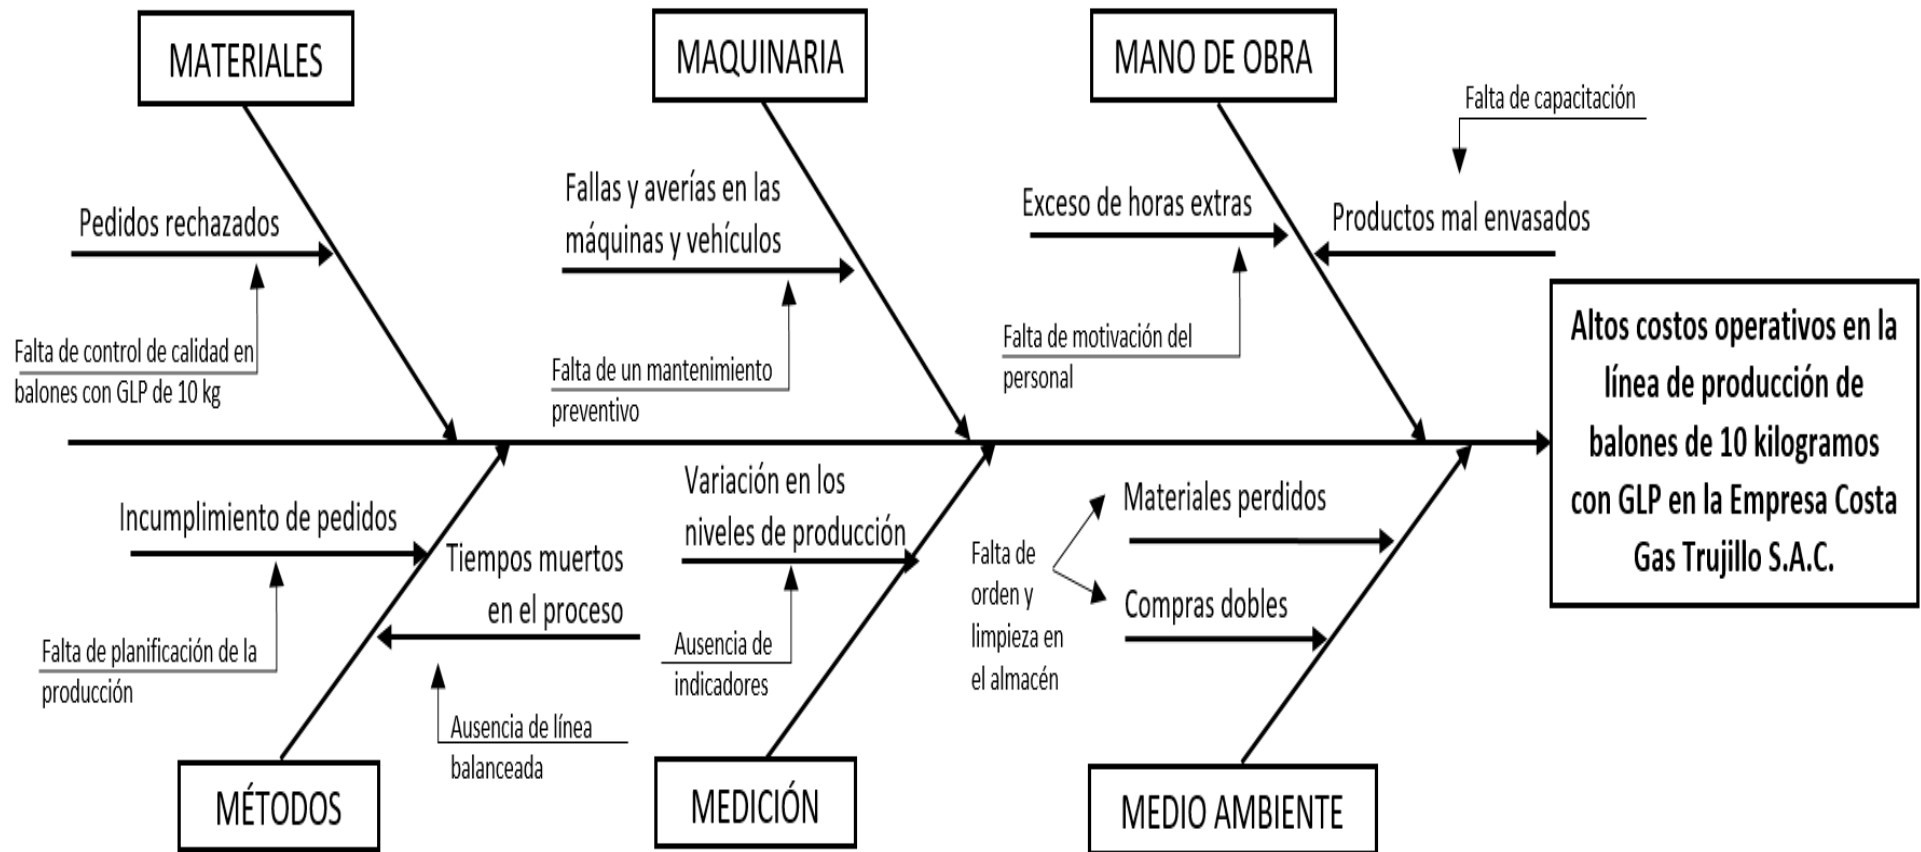 MATERIALES
MAQUINARIA
MANO DE OBRA
Falta de capacitación
Pedidos rechazados
Falta de control de calidad en
balones con GLP de 10 kg
Fallas y averías en las
máquinas y vehículos
Falta de un mantenimiento
preventivo
Exceso de horas extras
Falta de motivación del
personal
Productos mal envasados
Altos costos operativos en la
línea de producción de
balones de 10 kilogramos
con GLP en la Empresa Costa
Gas Trujillo S.A.C.
Incumplimiento de pedidos
Falta de planificación de la
producción
Tiempos muertos
en el proceso
Ausencia de línea
balanceada
Variación en los
niveles de producción
Ausencia de
indicadores
Materiales perdidos
Falta de
orden y
limpieza en
el almacén
Compras dobles
MÉTODOS
MEDICIÓN
MEDIO AMBIENTE